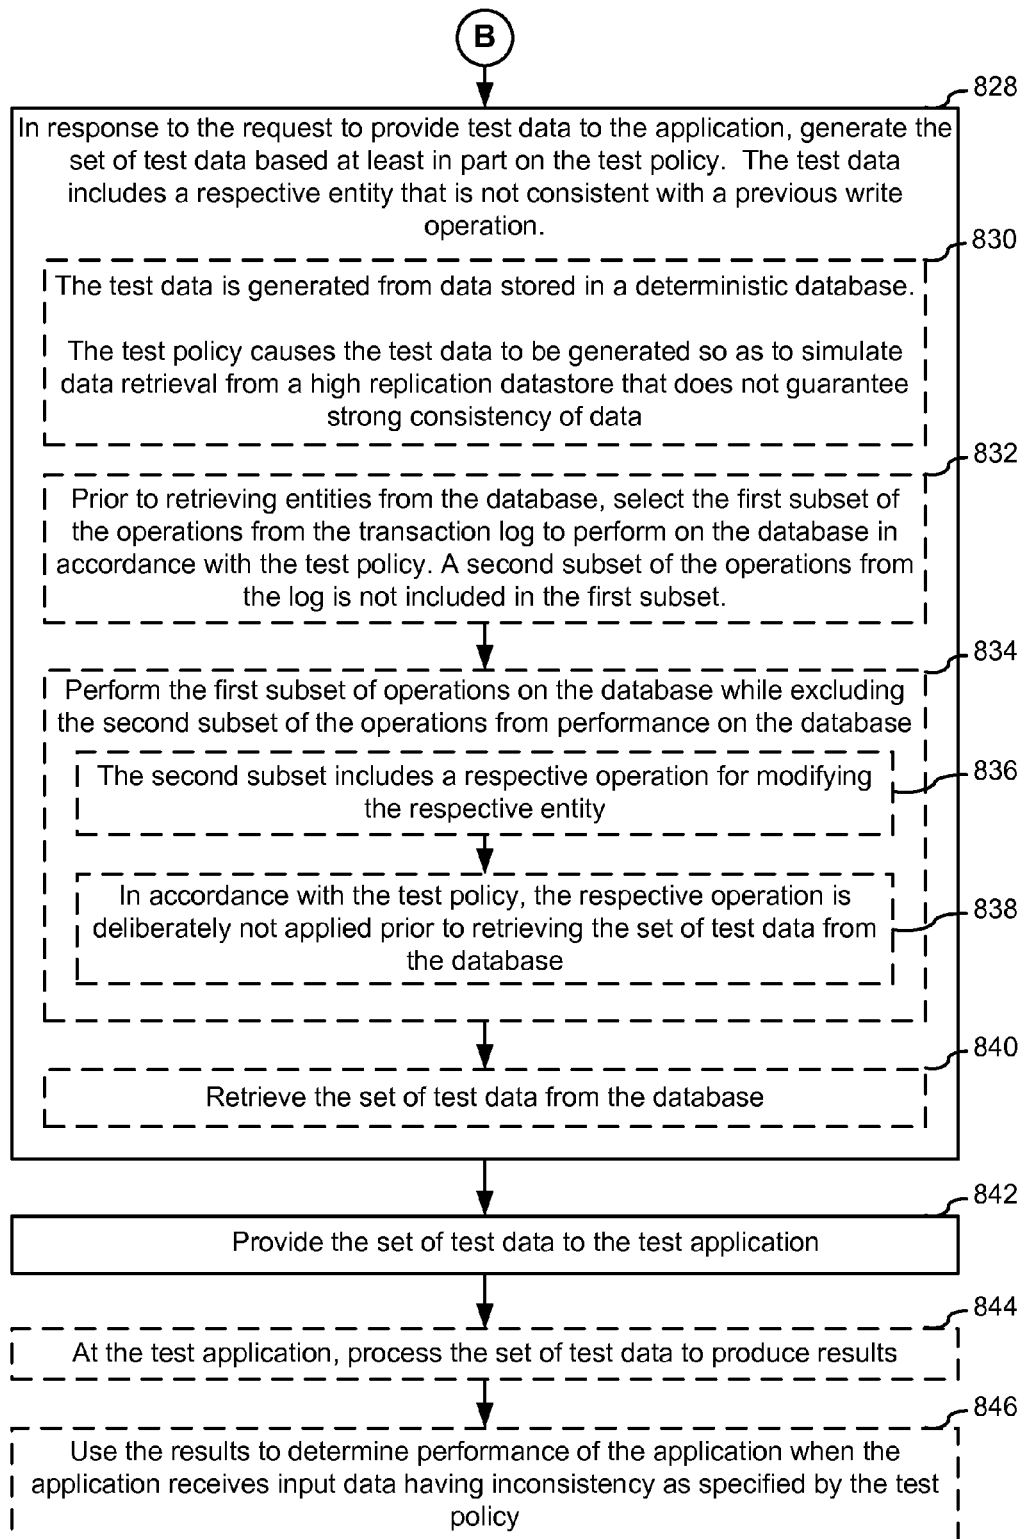 B
828
In response to the request to provide test data to the application, generate the
set of test data based at least in part on the test policy.  The test data
includes a respective entity that is not consistent with a previous write
operation.
830
The test data is generated from data stored in a deterministic database.
The test policy causes the test data to be generated so as to simulate
data retrieval from a high replication datastore that does not guarantee
strong consistency of data
832
Prior to retrieving entities from the database, select the first subset of
the operations from the transaction log to perform on the database in
accordance with the test policy. A second subset of the operations from
the log is not included in the first subset.
834
Perform the first subset of operations on the database while excluding
the second subset of the operations from performance on the database
836
The second subset includes a respective operation for modifying
the respective entity
838
In accordance with the test policy, the respective operation is
deliberately not applied prior to retrieving the set of test data from
the database
840
Retrieve the set of test data from the database
842
Provide the set of test data to the test application
844
At the test application, process the set of test data to produce results
846
Use the results to determine performance of the application when the
application receives input data having inconsistency as specified by the test
policy